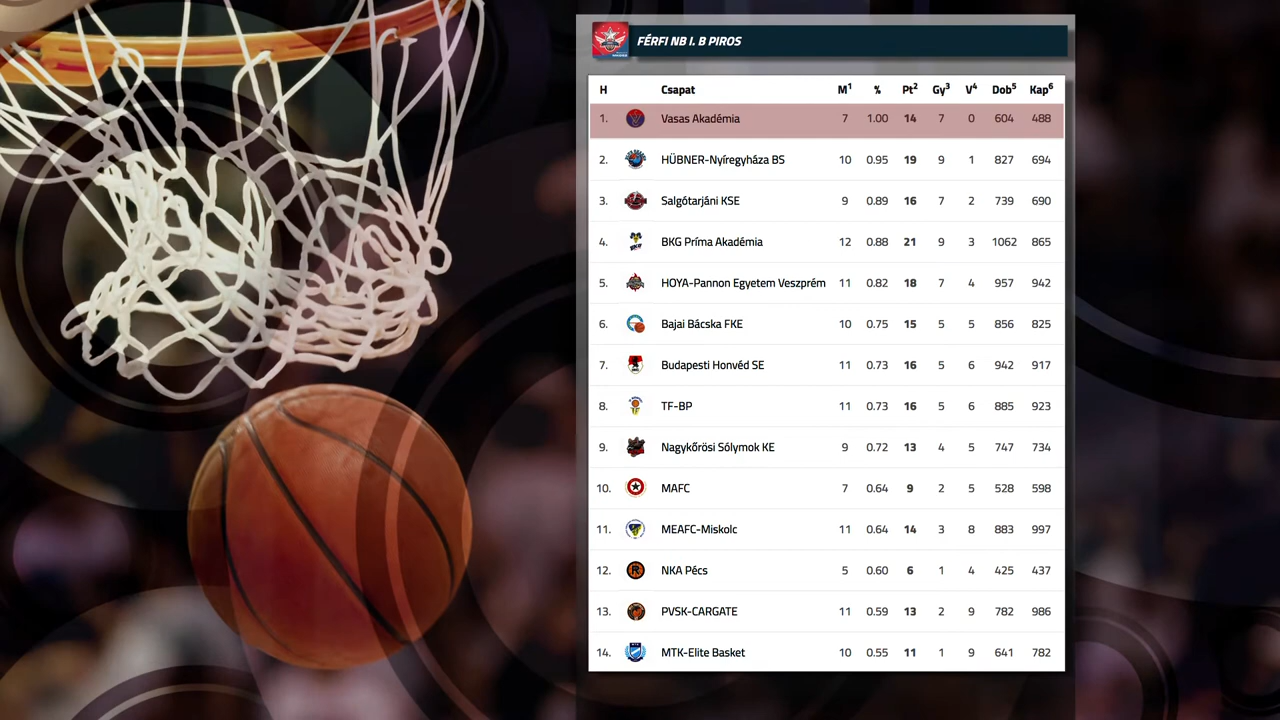 FÉRFI NB I. B PIROS
H Csapat M¹ % Pt² Gy³ V⁴ Dob⁵ Kap⁶
1. Vasas Akadémia 7 1.00 14 7 0 604 488
2. HÜBNER-Nyíregyháza BS 10 0.95 19 9 1 827 694
3. Salgótarjáni KSE 9 0.89 16 7 2 739 690
4. BKG Príma Akadémia 12 0.88 21 9 3 1062 865
5. HOYA-Pannon Egyetem Veszprém 11 0.82 18 7 4 957 942
6. Bajai Bácska FKE 10 0.75 15 5 5 856 825
7. Budapesti Honvéd SE 11 0.73 16 5 6 942 917
8. TF-BP 11 0.73 16 5 6 885 923
9. Nagykőrösi Sólymok KE 9 0.72 13 4 5 747 734
10. MAFC 7 0.64 9 2 5 528 598
11. MEAFC-Miskolc 11 0.64 14 3 8 883 997
12. NKA Pécs 5 0.60 6 1 4 425 437
13. PVSK-CARGATE 11 0.59 13 2 9 782 986
14. MTK-Elite Basket 10 0.55 11 1 9 641 782